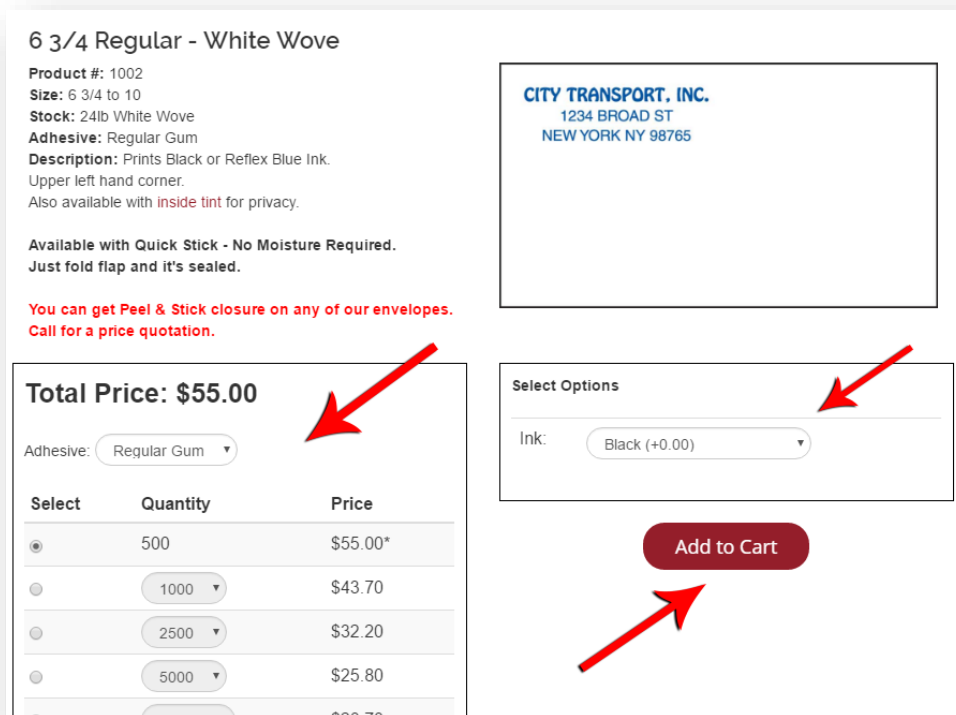 6 3/4 Regular - White Wove
Product #: 1002
Size: 6 3/4 to 10
Stock: 24lb White Wove
Adhesive: Regular Gum
Description: Prints Black or Reflex Blue Ink.
Upper left hand corner.
Also available with inside tint for privacy.
Available with Quick Stick - No Moisture Required.
Just fold flap and it's sealed.
You can get Peel & Stick closure on any of our envelopes.
Call for a price quotation.
CITY TRANSPORT, INC.
1234 BROAD ST
NEW YORK NY 98765
Total Price: $55.00
Adhesive: Regular Gum
Select Quantity Price
500 $55.00*
1000 $43.70
2500 $32.20
5000 $25.80
Select Options
Ink: Black (+0.00)
Add to Cart